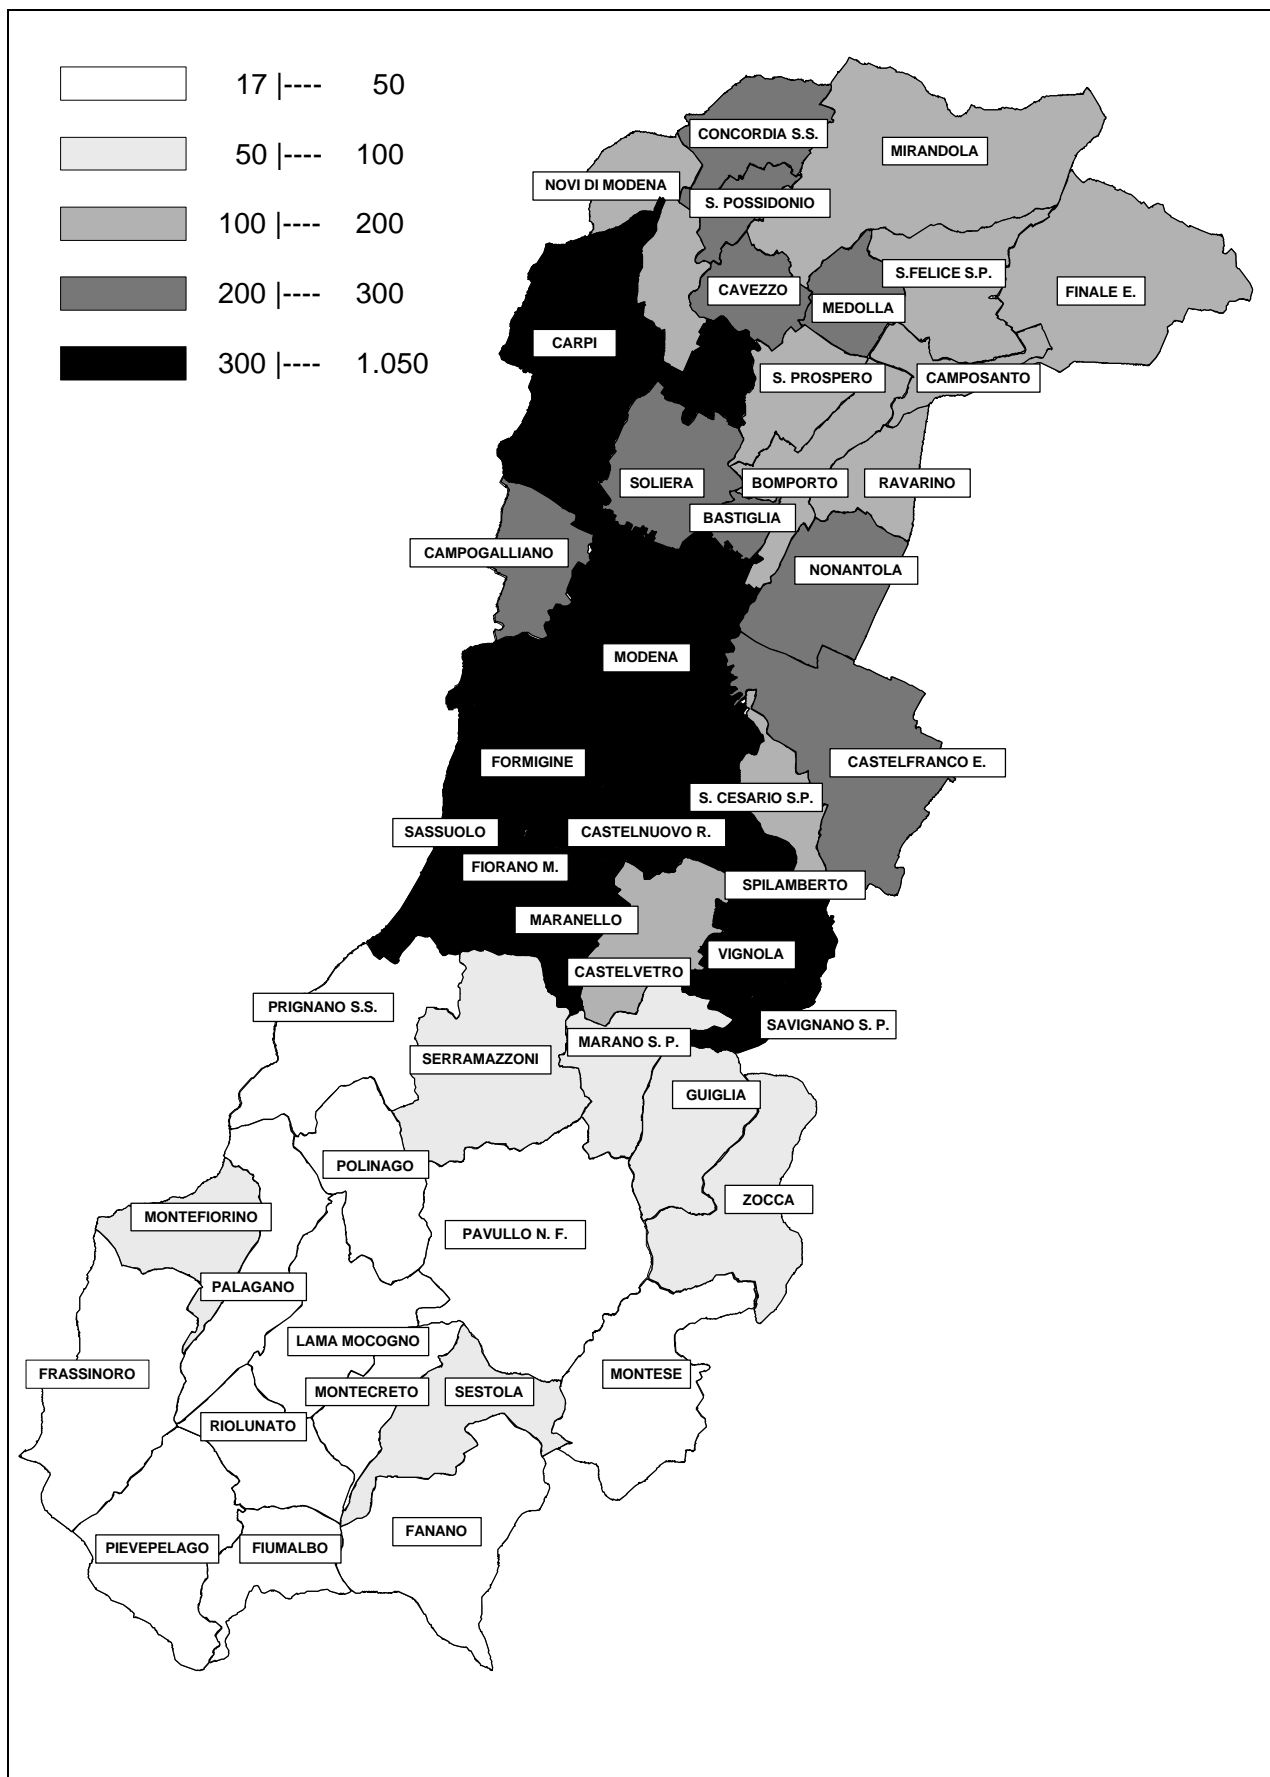 17 |---- 50
50 |---- 100
100 |---- 200
200 |---- 300
300 |---- 1.050
CONCORDIA S.S.
MIRANDOLA
NOVI DI MODENA
S. POSSIDONIO
S.FELICE S.P.
CAVEZZO
FINALE E.
MEDOLLA
CARPI
S. PROSPERO
CAMPOSANTO
SOLIERA
BOMPORTO
RAVARINO
BASTIGLIA
CAMPOGALLIANO
NONANTOLA
MODENA
FORMIGINE
CASTELFRANCO E.
S. CESARIO S.P.
SASSUOLO
CASTELNUOVO R.
FIORANO M.
SPILAMBERTO
MARANELLO
VIGNOLA
CASTELVETRO
PRIGNANO S.S.
SAVIGNANO S. P.
MARANO S. P.
SERRAMAZZONI
GUIGLIA
POLINAGO
ZOCCA
MONTEFIORINO
PAVULLO N. F.
PALAGANO
LAMA MOCOGNO
FRASSINORO
MONTESE
MONTECRETO
SESTOLA
RIOLUNATO
FANANO
PIEVEPELAGO
FIUMALBO